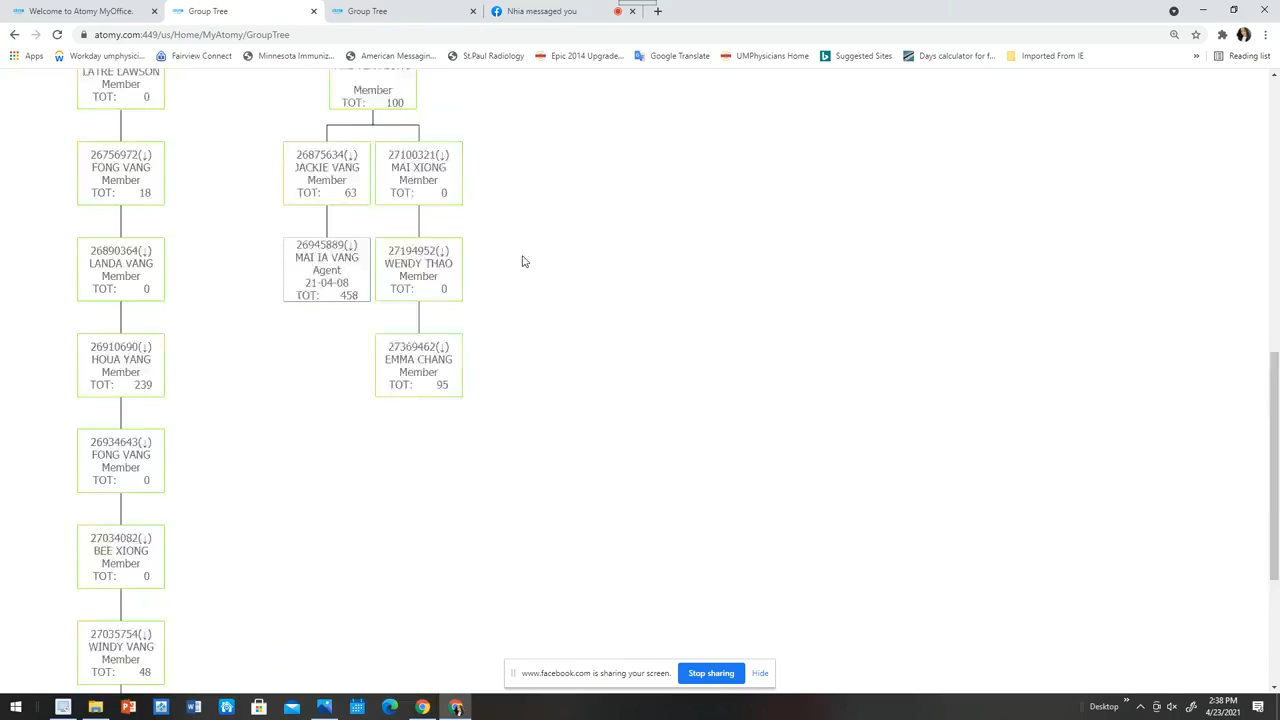 Welcome to Atomy MyOffice.
Group Tree
Group Tree
Nhia messaged you
atomy.com:449/us/Home/MyAtomy/GroupTree
Apps
Workday umphysici...
Fairview Connect
Minnesota Immuniz...
American Messagin...
St.Paul Radiology
Epic 2014 Upgrade...
Google Translate
UMPhysicians Home
Suggested Sites
Days calculator for f...
Imported From IE
»
Reading list
LATRE LAWSON
Member
TOT: 0
Member
TOT: 100
26756972(↓)
FONG VANG
Member
TOT: 18
26875634(↓)
JACKIE VANG
Member
TOT: 63
27100321(↓)
MAI XIONG
Member
TOT: 0
26890364(↓)
LANDA VANG
Member
TOT: 0
26945889(↓)
MAI IA VANG
Agent
21-04-08
TOT: 458
27194952(↓)
WENDY THAO
Member
TOT: 0
26910690(↓)
HOUA YANG
Member
TOT: 239
27369462(↓)
EMMA CHANG
Member
TOT: 95
26934643(↓)
FONG VANG
Member
TOT: 0
27034082(↓)
BEE XIONG
Member
TOT: 0
27035754(↓)
WINDY VANG
Member
TOT: 48
www.facebook.com is sharing your screen.
Stop sharing
Hide
Desktop
»
2:38 PM
4/23/2021